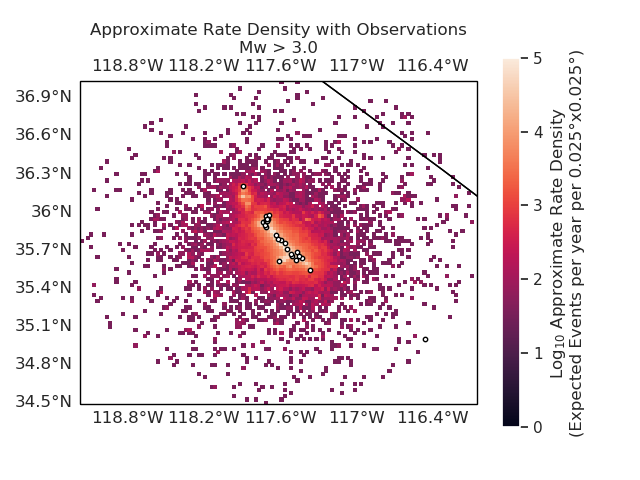 Approximate Rate Density with Observations
Mw > 3.0
118.8°W 118.2°W 117.6°W 117°W 116.4°W
36.9°N
36.6°N
36.3°N
36°N
35.7°N
35.4°N
35.1°N
34.8°N
34.5°N
118.8°W 118.2°W 117.6°W 117°W 116.4°W
5
4
3
2
1
0
Log₁₀ Approximate Rate Density
(Expected Events per year per 0.025°x0.025°)